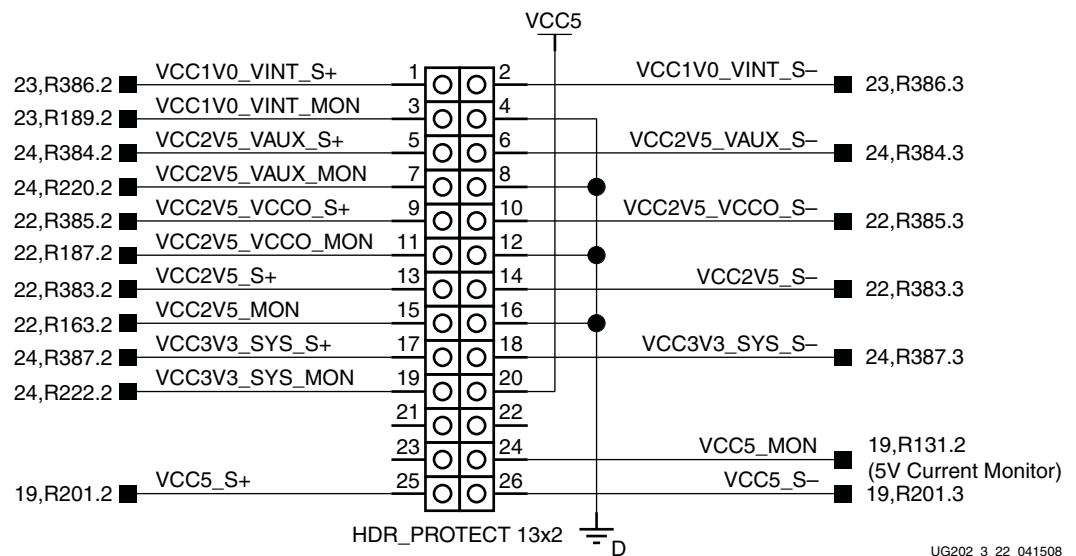 VCC5
23,R386.2 VCC1V0_VINT_S+ 1 2 VCC1V0_VINT_S– 23,R386.3
23,R189.2 VCC1V0_VINT_MON 3 4
24,R384.2 VCC2V5_VAUX_S+ 5 6 VCC2V5_VAUX_S– 24,R384.3
24,R220.2 VCC2V5_VAUX_MON 7 8
22,R385.2 VCC2V5_VCCO_S+ 9 10 VCC2V5_VCCO_S– 22,R385.3
22,R187.2 VCC2V5_VCCO_MON 11 12
22,R383.2 VCC2V5_S+ 13 14 VCC2V5_S– 22,R383.3
22,R163.2 VCC2V5_MON 15 16
24,R387.2 VCC3V3_SYS_S+ 17 18 VCC3V3_SYS_S– 24,R387.3
24,R222.2 VCC3V3_SYS_MON 19 20
21 22
23 24 VCC5_MON 19,R131.2
(5V Current Monitor)
19,R201.2 VCC5_S+ 25 26 VCC5_S– 19,R201.3
HDR_PROTECT 13x2 D
UG202_3_22_041508